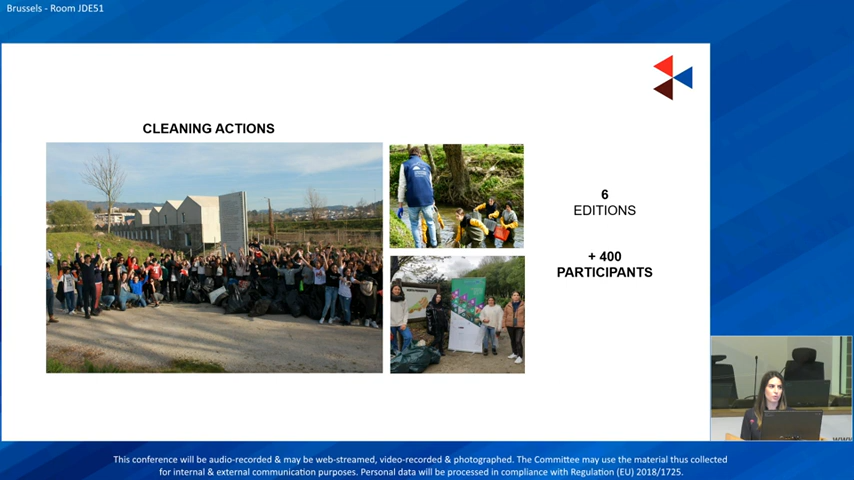 Brussels - Room JDE51
CLEANING ACTIONS
6
EDITIONS
+ 400
PARTICIPANTS
This conference will be audio-recorded & may be web-streamed, video-recorded & photographed. The Committee may use the material thus collected
for internal & external communication purposes. Personal data will be processed in compliance with Regulation (EU) 2018/1725.